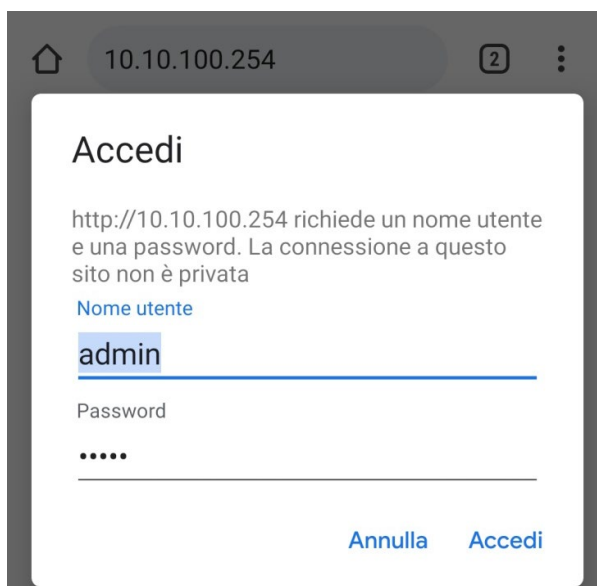 10.10.100.254
2
Accedi
http://10.10.100.254 richiede un nome utente
e una password. La connessione a questo
sito non è privata
Nome utente
admin
Password
•••••
Annulla Accedi